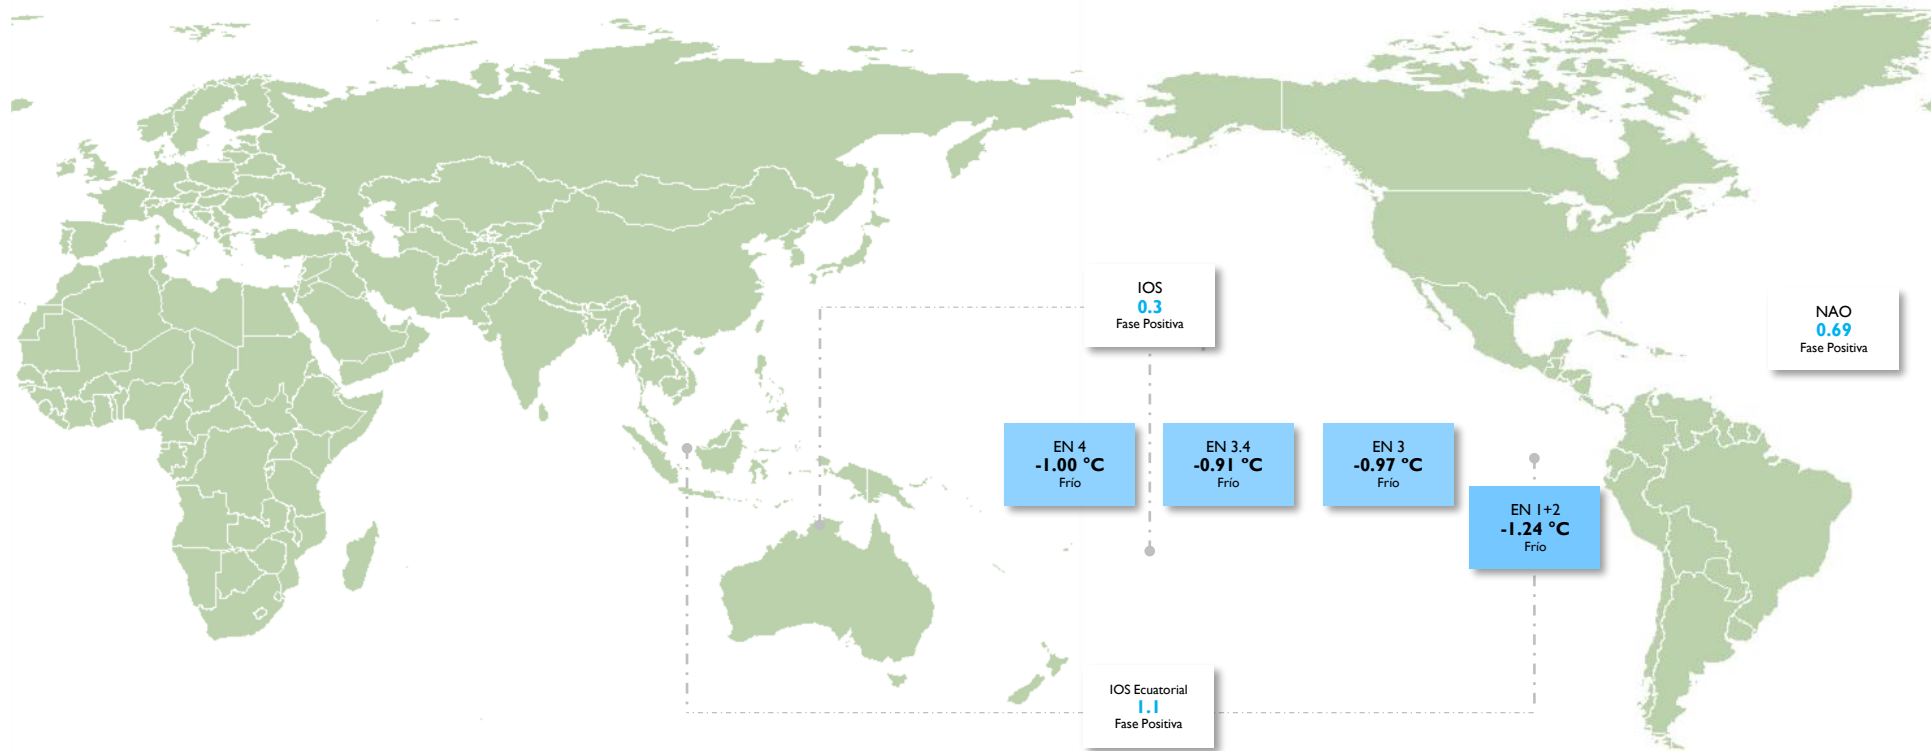 IOS
0.3
Fase Positiva
NAO
0.69
Fase Positiva
EN 4
-1.00 °C
Frío
EN 3.4
-0.91 °C
Frío
EN 3
-0.97 °C
Frío
EN 1+2
-1.24 °C
Frío
IOS Ecuatorial
1.1
Fase Positiva